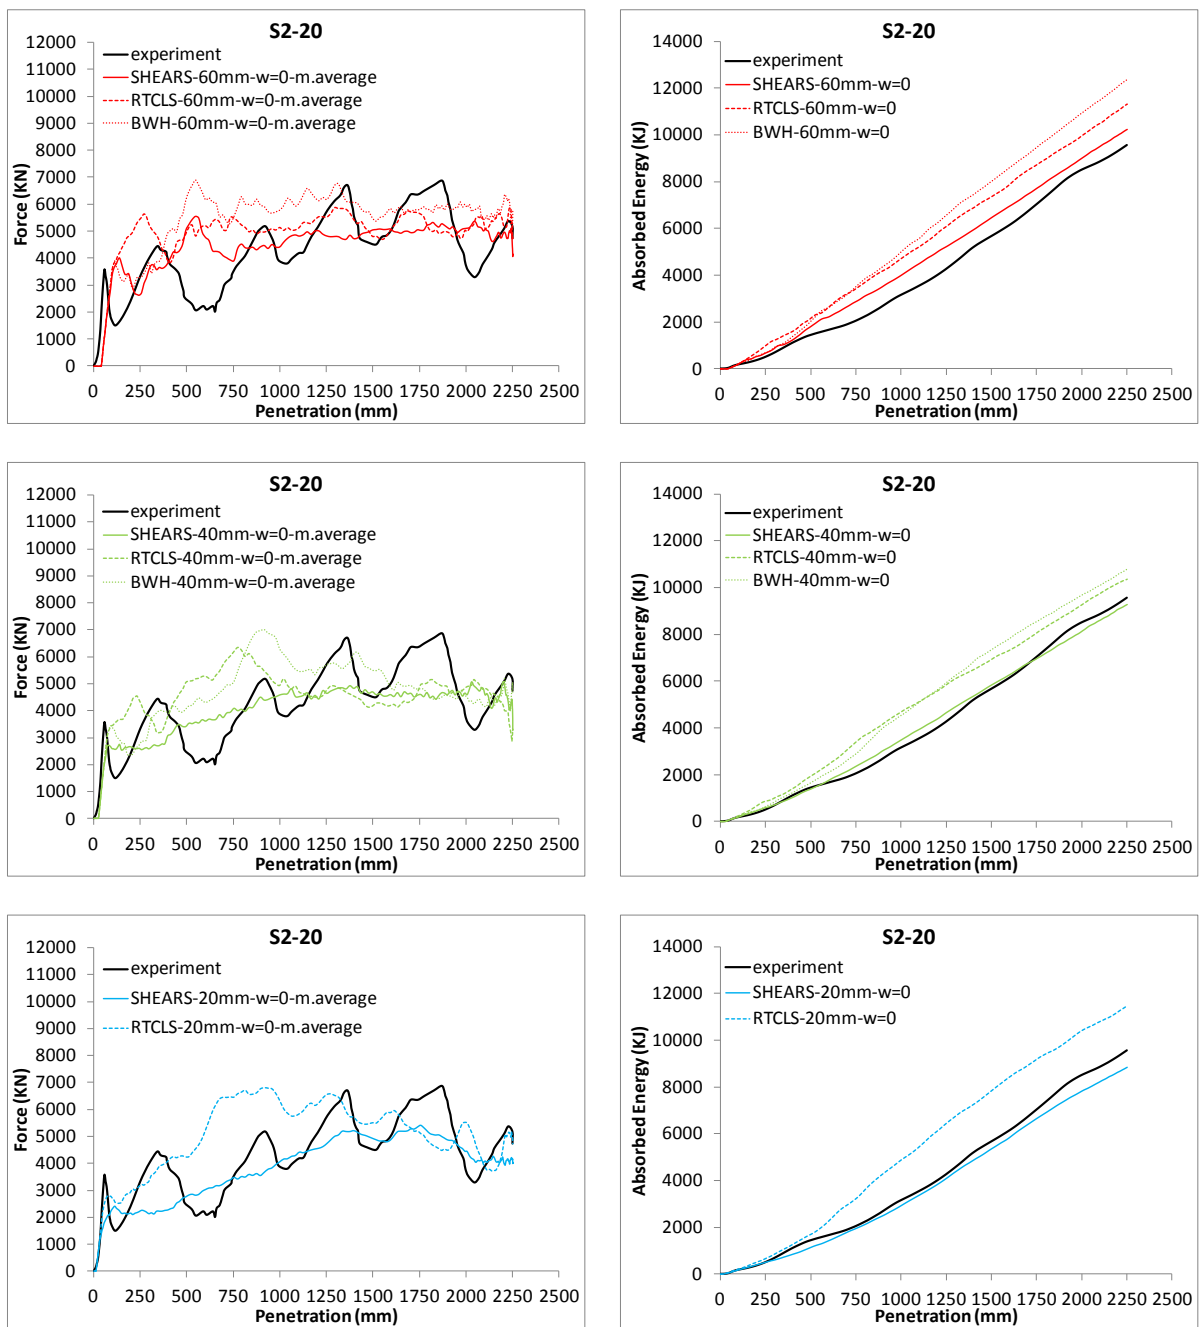 S2-20
12000
11000
10000
9000
8000
7000
6000
5000
4000
3000
2000
1000
0
Force (KN)
experiment
SHEARS-60mm-w=0-m.average
RTCLS-60mm-w=0-m.average
BWH-60mm-w=0-m.average
0 250 500 750 1000 1250 1500 1750 2000 2250 2500
Penetration (mm)
S2-20
14000
12000
10000
8000
6000
4000
2000
0
Absorbed Energy (KJ)
experiment
SHEARS-60mm-w=0
RTCLS-60mm-w=0
BWH-60mm-w=0
0 250 500 750 1000 1250 1500 1750 2000 2250 2500
Penetration (mm)
S2-20
12000
11000
10000
9000
8000
7000
6000
5000
4000
3000
2000
1000
0
Force (KN)
experiment
SHEARS-40mm-w=0-m.average
RTCLS-40mm-w=0-m.average
BWH-40mm-w=0-m.average
0 250 500 750 1000 1250 1500 1750 2000 2250 2500
Penetration (mm)
S2-20
14000
12000
10000
8000
6000
4000
2000
0
Absorbed Energy (KJ)
experiment
SHEARS-40mm-w=0
RTCLS-40mm-w=0
BWH-40mm-w=0
0 250 500 750 1000 1250 1500 1750 2000 2250 2500
Penetration (mm)
S2-20
12000
11000
10000
9000
8000
7000
6000
5000
4000
3000
2000
1000
0
Force (KN)
experiment
SHEARS-20mm-w=0-m.average
RTCLS-20mm-w=0-m.average
0 250 500 750 1000 1250 1500 1750 2000 2250 2500
Penetration (mm)
S2-20
14000
12000
10000
8000
6000
4000
2000
0
Absorbed Energy (KJ)
experiment
SHEARS-20mm-w=0
RTCLS-20mm-w=0
0 250 500 750 1000 1250 1500 1750 2000 2250 2500
Penetration (mm)